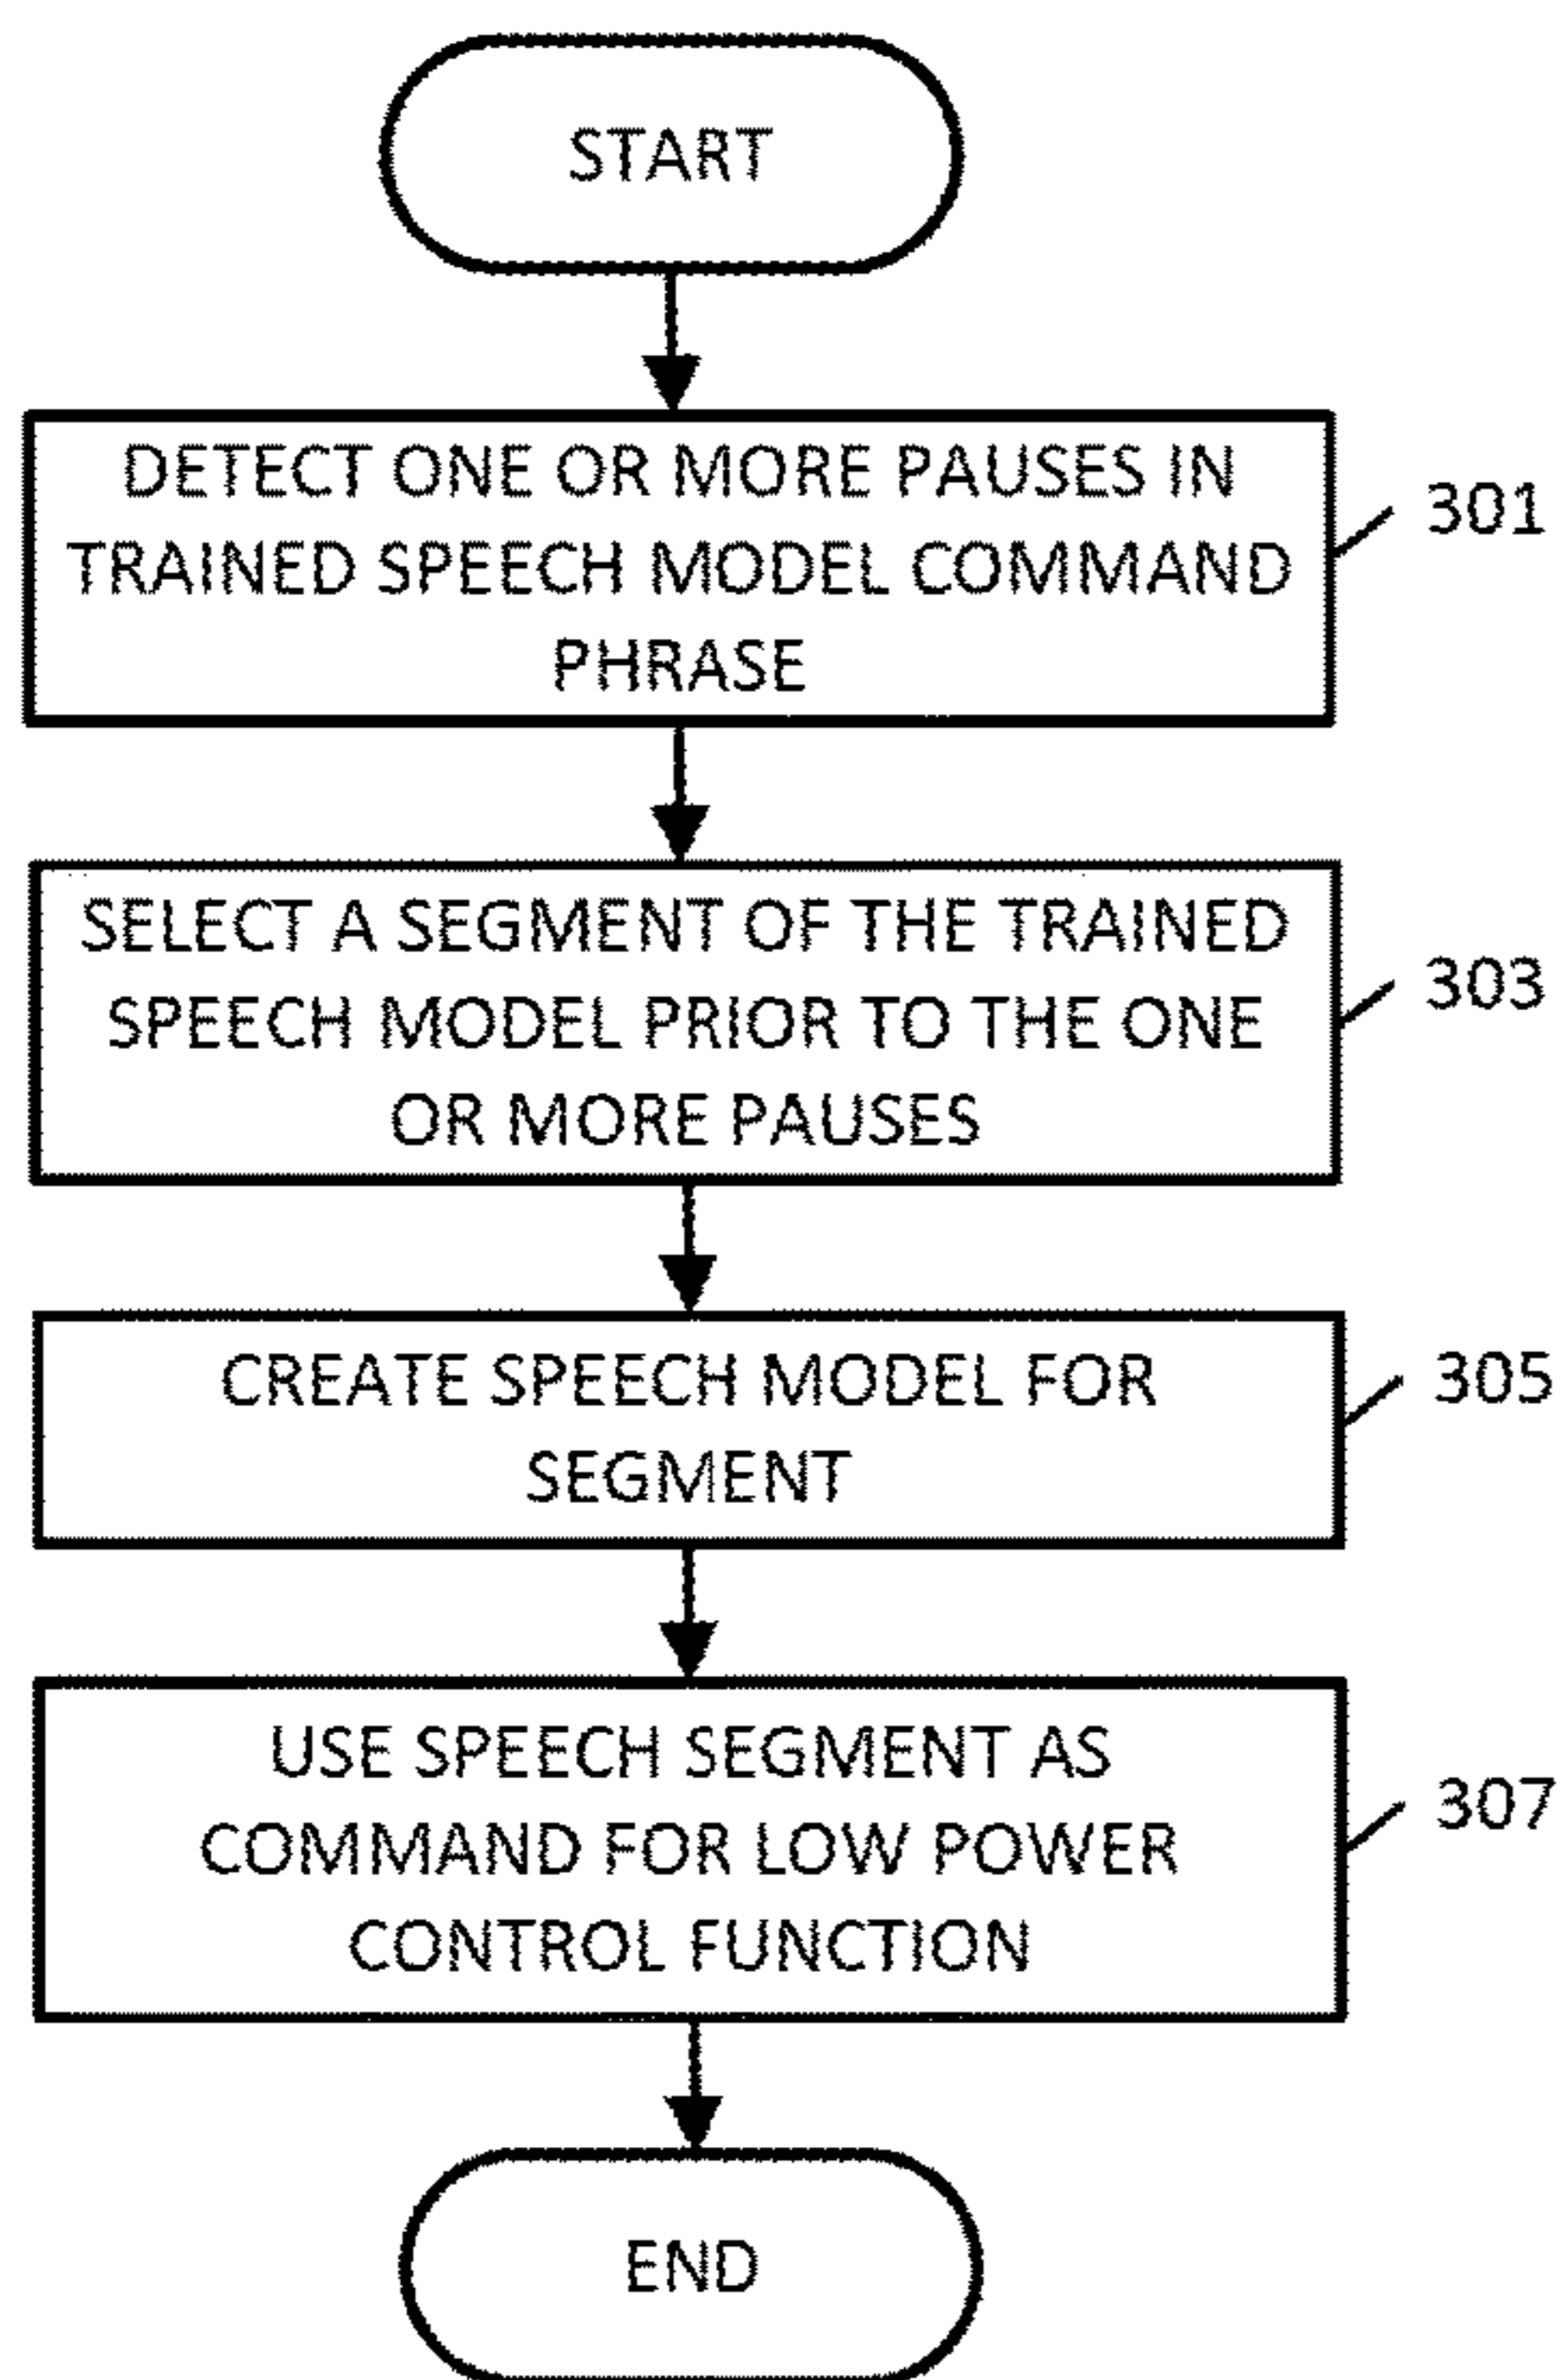 START
DETECT ONE OR MORE PAUSES IN
TRAINED SPEECH MODEL COMMAND
PHRASE
301
SELECT A SEGMENT OF THE TRAINED
SPEECH MODEL PRIOR TO THE ONE
OR MORE PAUSES
303
CREATE SPEECH MODEL FOR
SEGMENT
305
USE SPEECH SEGMENT AS
COMMAND FOR LOW POWER
CONTROL FUNCTION
307
END